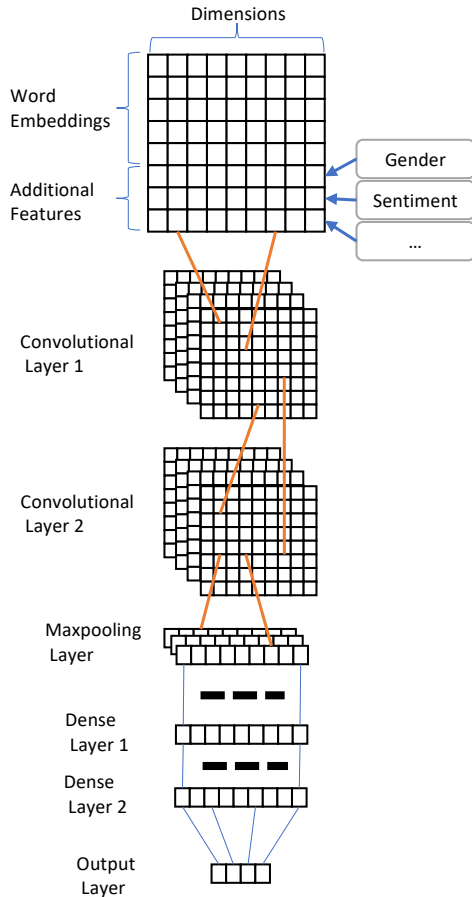 Dimensions
Word
Embeddings
Gender
Additional
Features
Sentiment
...
Convolutional
Layer 1
Convolutional
Layer 2
Maxpooling
Layer
Dense
Layer 1
Dense
Layer 2
Output
Layer